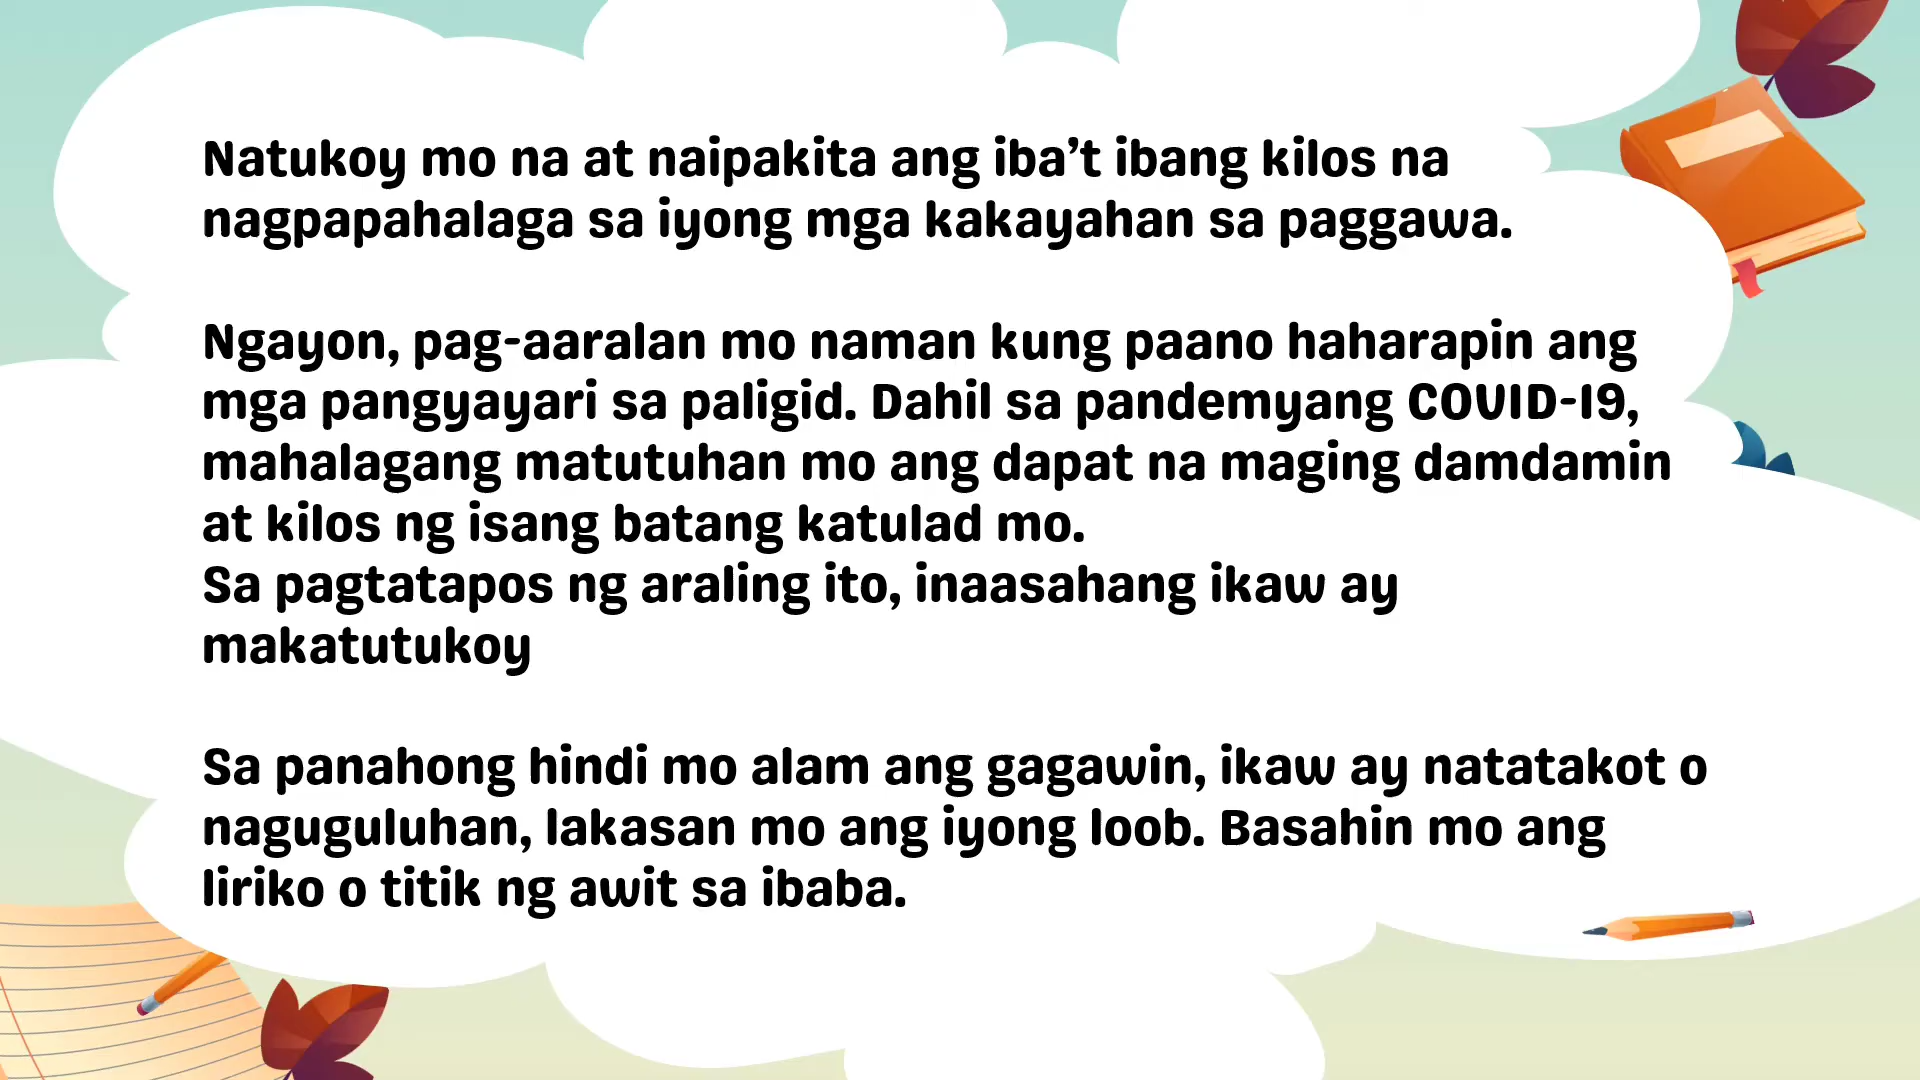 Natukoy mo na at naipakita ang iba’t ibang kilos na
nagpapahalaga sa iyong mga kakayahan sa paggawa.
Ngayon, pag-aaralan mo naman kung paano haharapin ang
mga pangyayari sa paligid. Dahil sa pandemyang COVID-19,
mahalagang matutuhan mo ang dapat na maging damdamin
at kilos ng isang batang katulad mo.
Sa pagtatapos ng araling ito, inaasahang ikaw ay
makatutukoy
Sa panahong hindi mo alam ang gagawin, ikaw ay natatakot o
naguguluhan, lakasan mo ang iyong loob. Basahin mo ang
liriko o titik ng awit sa ibaba.